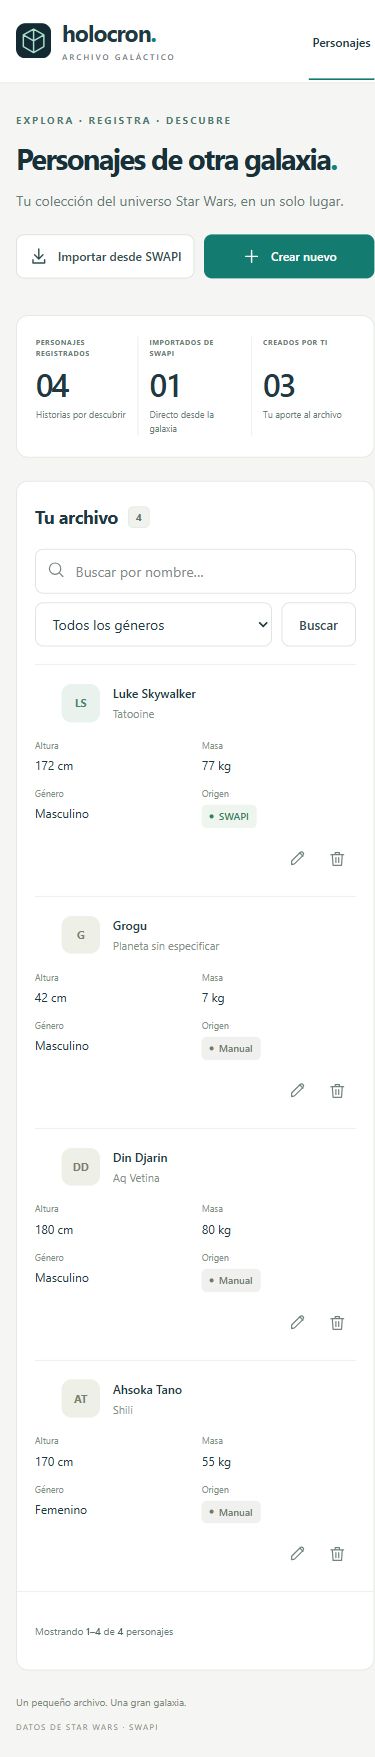 holocron.
ARCHIVO GALÁCTICO
Personajes
EXPLORA • REGISTRA • DESCUBRE
Personajes de otra galaxia.
Tu colección del universo Star Wars, en un solo lugar.
Importar desde SWAPI
Crear nuevo
PERSONAJES REGISTRADOS
04
Historias por descubrir
IMPORTADOS DE SWAPI
01
Directo desde la galaxia
CREADOS POR TI
03
Tu aporte al archivo
Tu archivo 4
Buscar por nombre...
Todos los géneros
Buscar
LS
Luke Skywalker
Tatooine
Altura
172 cm
Masa
77 kg
Género
Masculino
Origen
• SWAPI
G
Grogu
Planeta sin especificar
Altura
42 cm
Masa
7 kg
Género
Masculino
Origen
• Manual
DD
Din Djarin
Aq Vetina
Altura
180 cm
Masa
80 kg
Género
Masculino
Origen
• Manual
AT
Ahsoka Tano
Shili
Altura
170 cm
Masa
55 kg
Género
Femenino
Origen
• Manual
Mostrando 1–4 de 4 personajes
Un pequeño archivo. Una gran galaxia.
DATOS DE STAR WARS · SWAPI